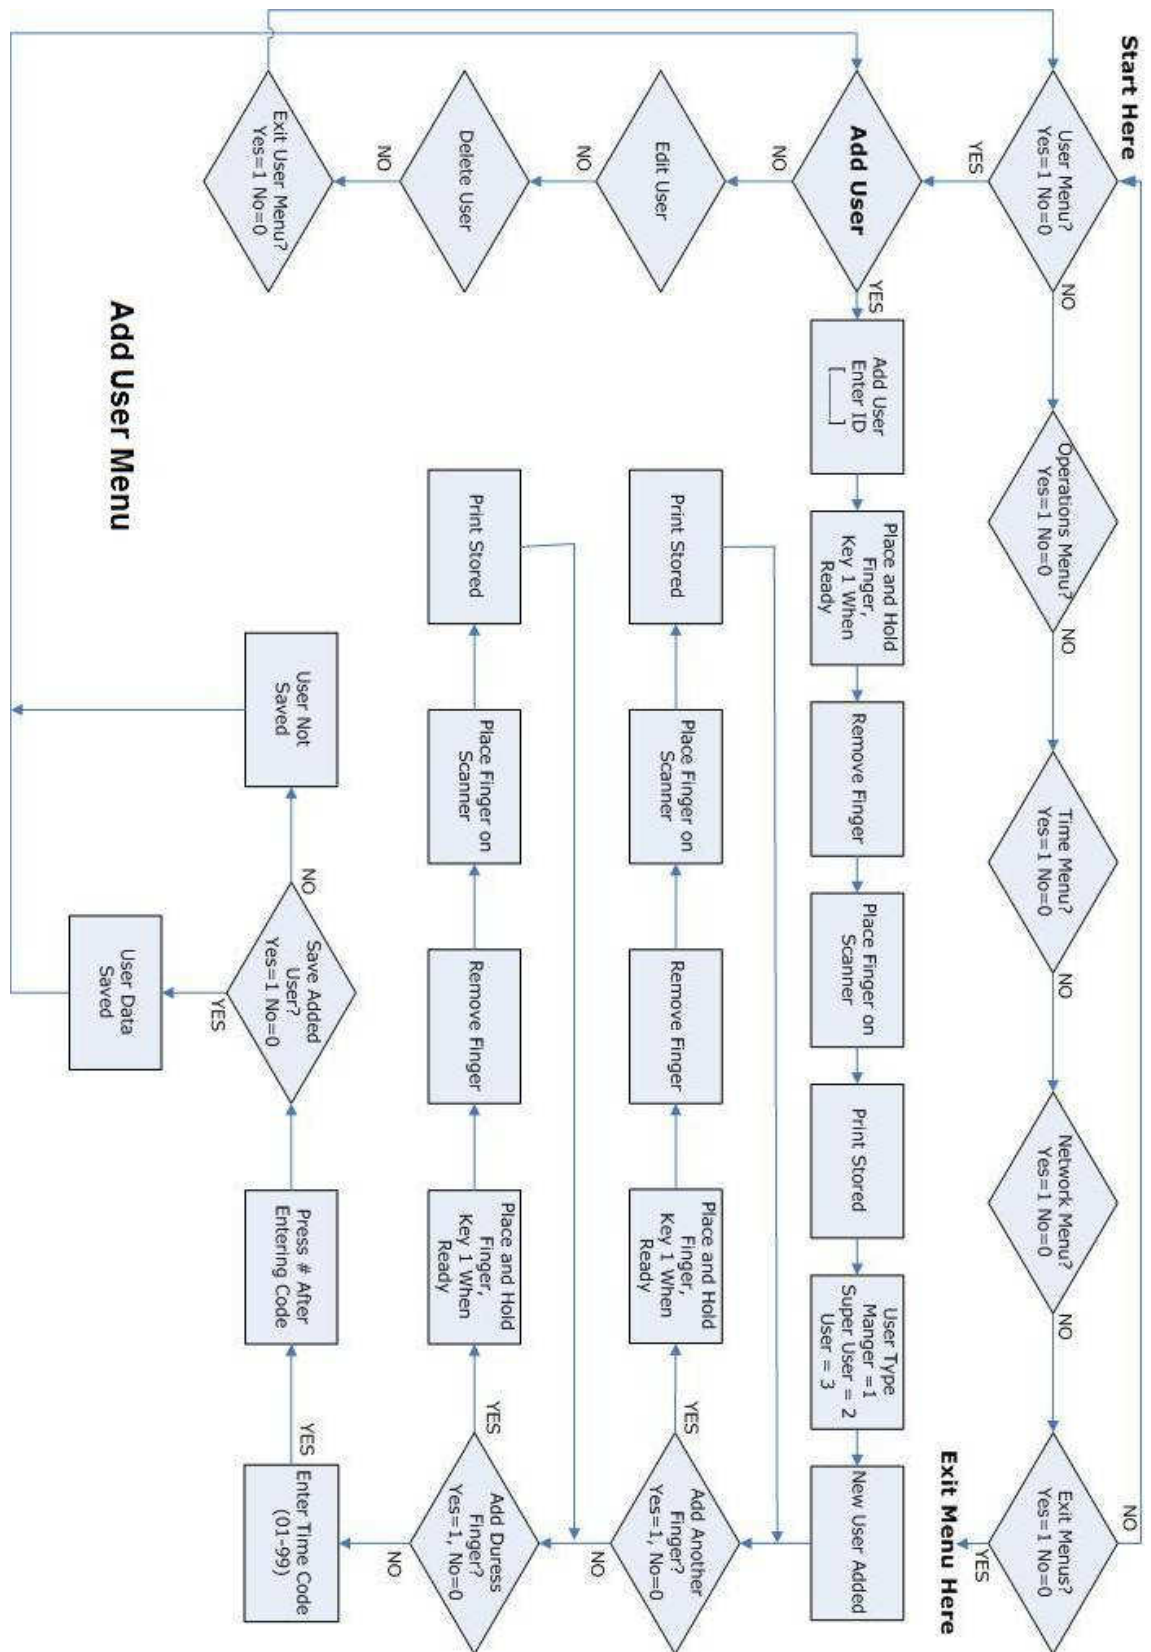 Start Here
User Menu?
Yes=1 No=0
NO
Operations Menu?
Yes=1 No=0
NO
Time Menu?
Yes=1 No=0
NO
Network Menu?
Yes=1 No=0
NO
Exit Menus?
Yes=1 No=0
NO
YES
Exit Menu Here
YES
Add User
YES
Add User
Enter ID
[_____]
Place and Hold
Finger,
Key 1 When
Ready
Remove Finger
Place Finger on
Scanner
Print Stored
User Type
Manger =1
Super User = 2
User = 3
New User Added
NO
Edit User
NO
Print Stored
Place Finger on
Scanner
Remove Finger
Place and Hold
Finger,
Key 1 When
Ready
YES
Add Another
Finger?
Yes=1, No=0
NO
Delete User
NO
Print Stored
Place Finger on
Scanner
Remove Finger
Place and Hold
Finger,
Key 1 When
Ready
YES
Add Duress
Finger?
Yes=1, No=0
NO
Exit User Menu?
Yes=1 No=0
User Not
Saved
NO
Save Added
User?
Yes=1 No=0
YES
Press # After
Entering Code
YES
Enter Time Code
(01-99)
User Data
Saved
Add User Menu